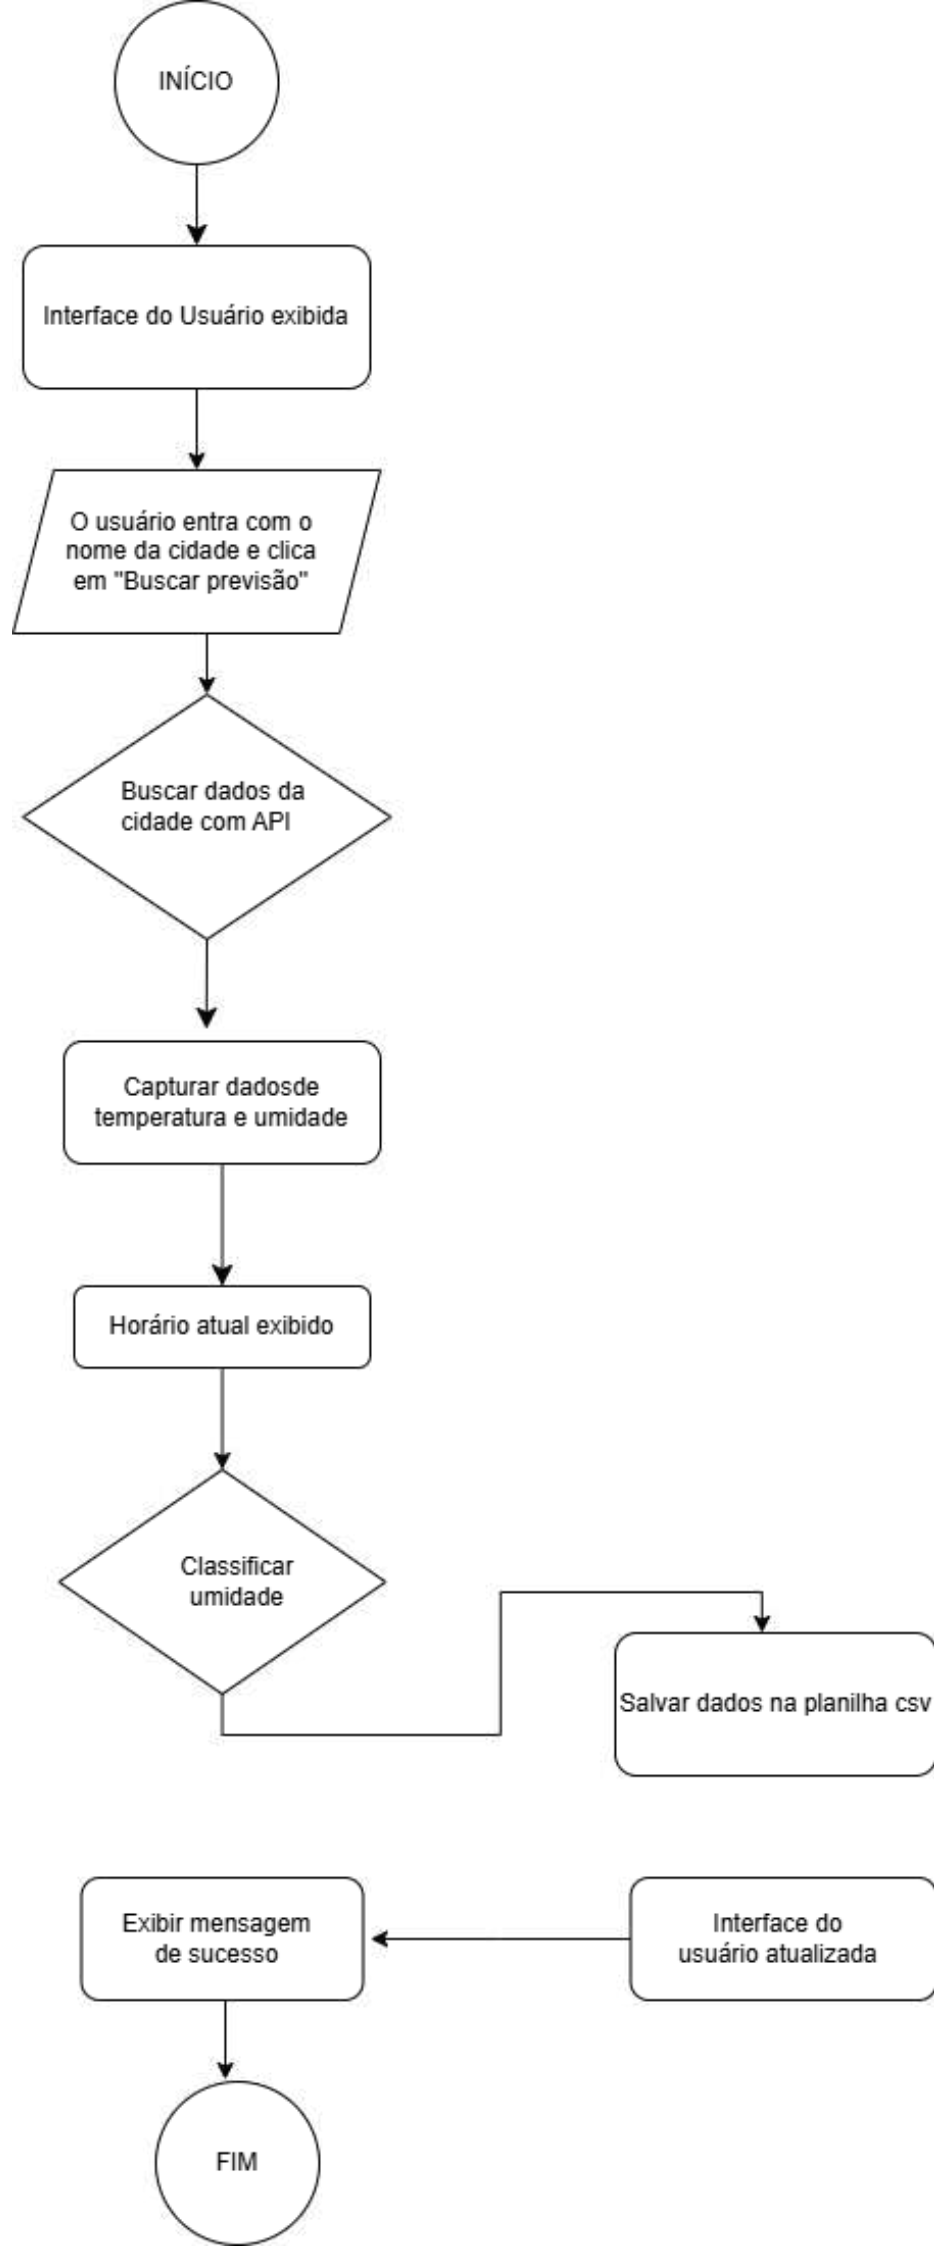 INÍCIO
Interface do Usuário exibida
O usuário entra com o
nome da cidade e clica
em "Buscar previsão"
Buscar dados da
cidade com API
Capturar dadosde
temperatura e umidade
Horário atual exibido
Classificar
umidade
Salvar dados na planilha csv
Interface do
usuário atualizada
Exibir mensagem
de sucesso
FIM